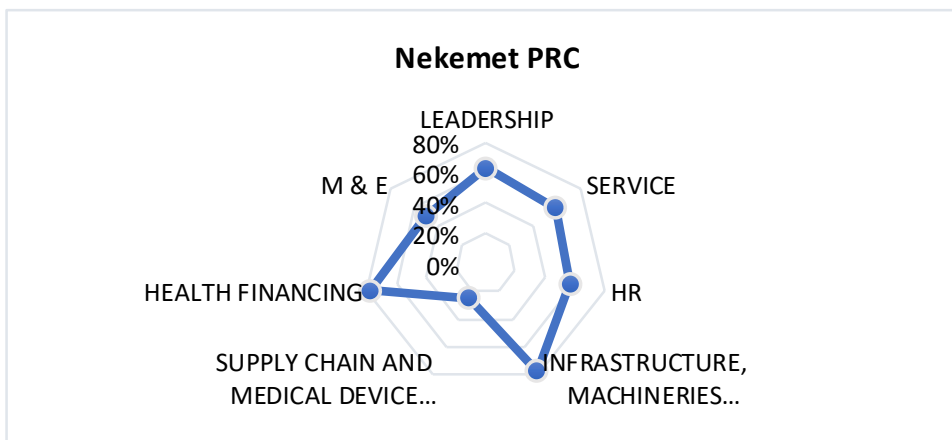 Nekemet PRC
LEADERSHIP
80%
60%
40%
20%
0%
M & E
SERVICE
HEALTH FINANCING
HR
SUPPLY CHAIN AND
MEDICAL DEVICE...
INFRASTRUCTURE,
MACHINERIES...